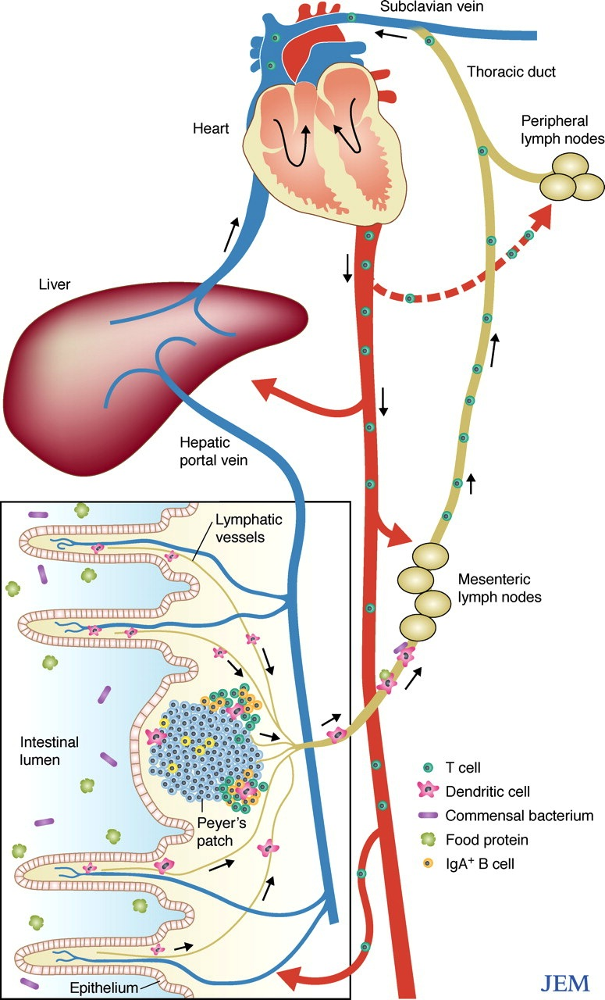 Subclavian vein
Thoracic duct
Peripheral
lymph nodes
Heart
Liver
Hepatic
portal vein
Lymphatic
vessels
Mesenteric
lymph nodes
Intestinal
lumen
Peyer's
patch
Epithelium
T cell
Dendritic cell
Commensal bacterium
Food protein
IgA⁺ B cell
JEM